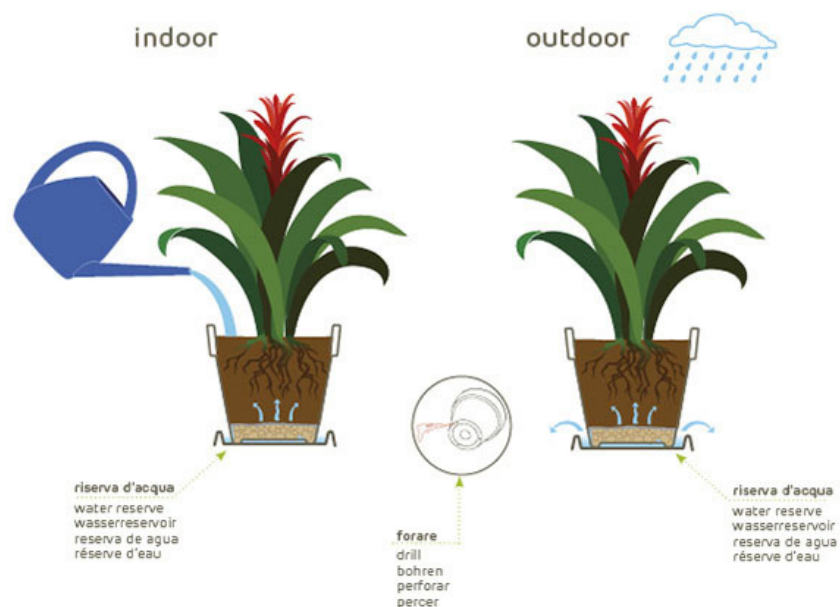 indoor
outdoor
riserva d'acqua
water reserve
wasserreservoir
reserva de agua
réserve d'eau
forare
drill
bohren
perforar
percer
riserva d'acqua
water reserve
wasserreservoir
reserva de agua
réserve d'eau